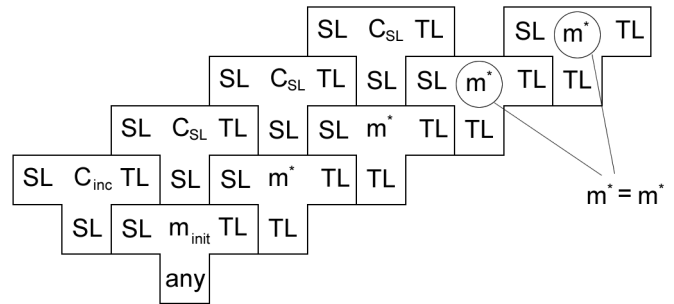 SL C_SL TL SL m* TL
SL C_SL TL SL SL m* TL TL
SL C_SL TL SL SL m* TL TL
SL C_inc TL SL SL m* TL TL
m* = m*
SL SL m_init TL TL
any